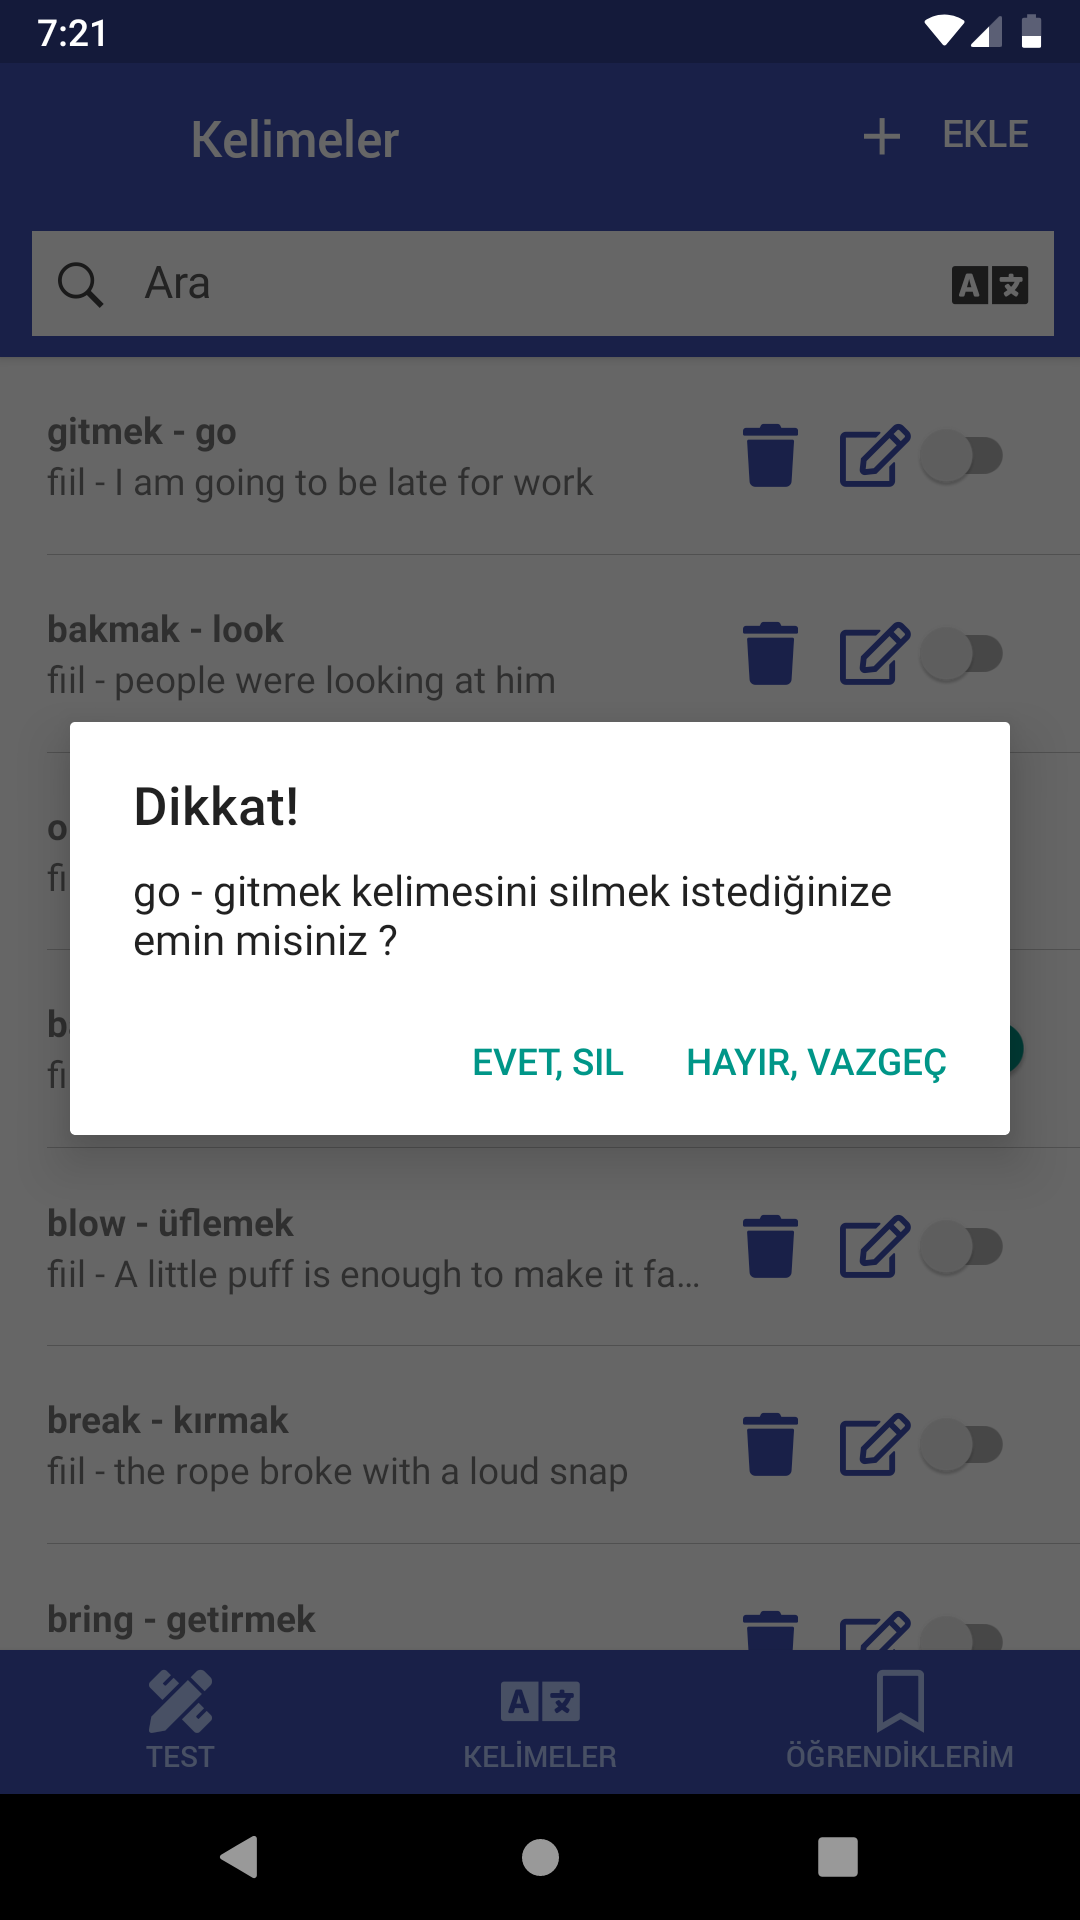 7:21
Kelimeler
EKLE
Ara
gitmek - go
fiil - I am going to be late for work
bakmak - look
fiil - people were looking at him
Dikkat!
go - gitmek kelimesini silmek istediğinize
emin misiniz ?
EVET, SIL
HAYIR, VAZGEÇ
blow - üflemek
fiil - A little puff is enough to make it fa...
break - kırmak
fiil - the rope broke with a loud snap
bring - getirmek
TEST
KELİMELER
ÖĞRENDİKLERİM